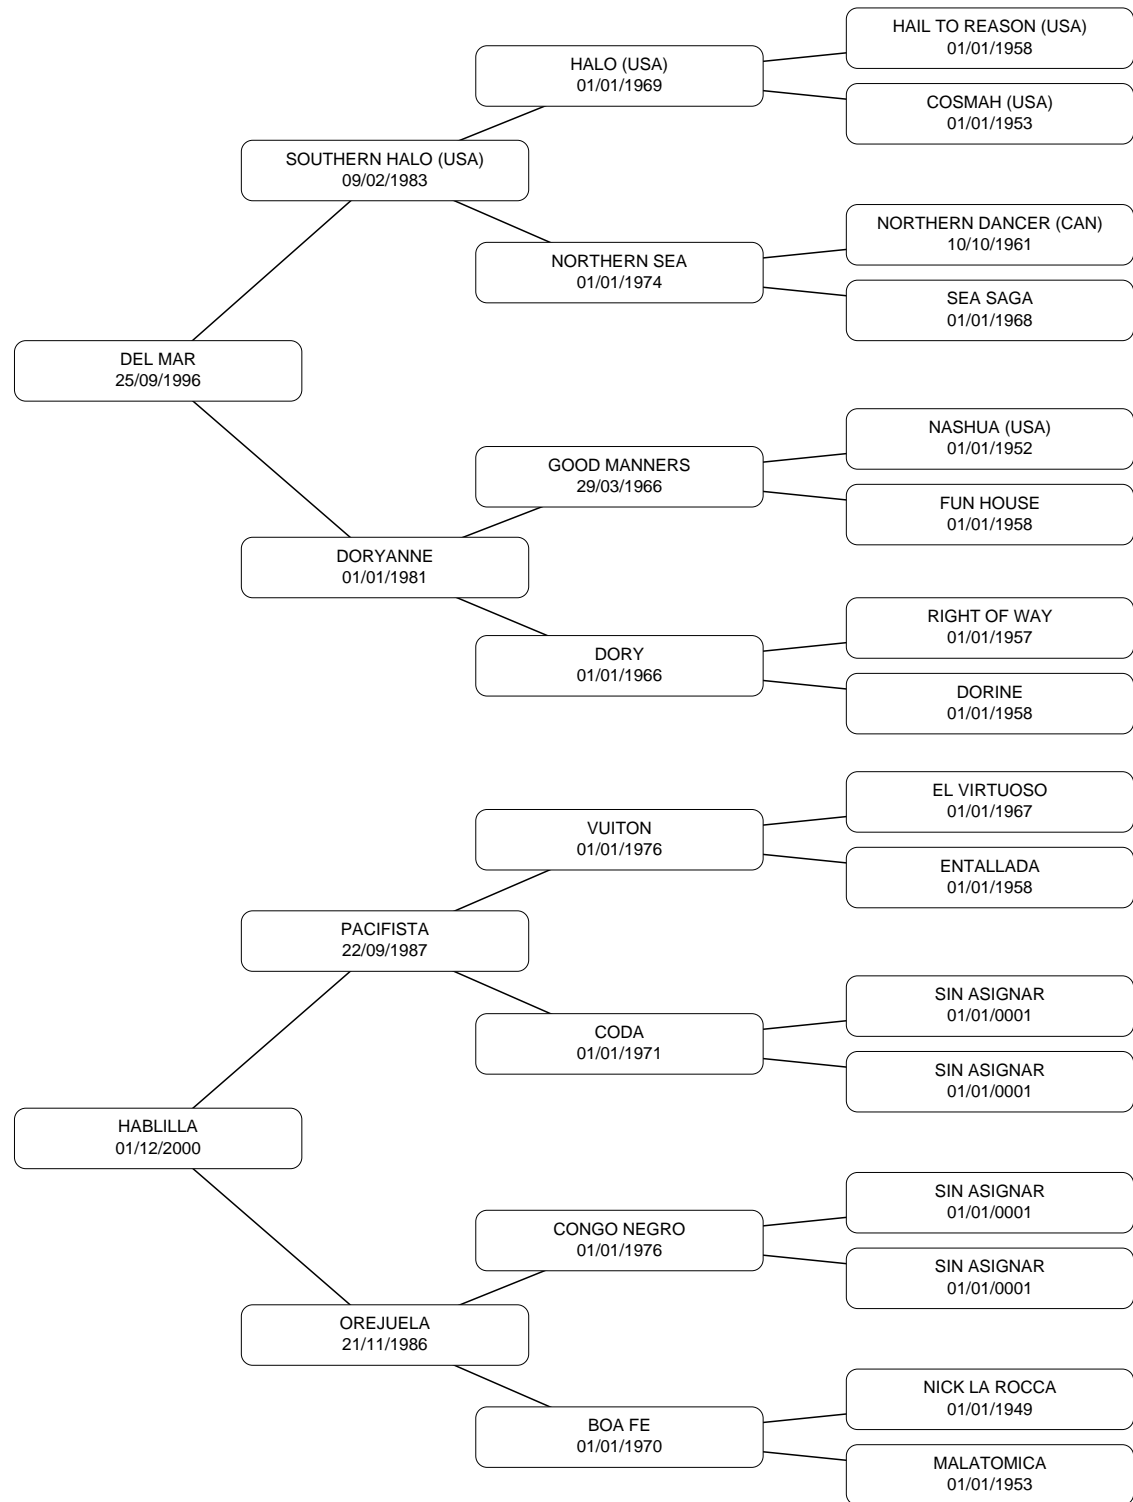 HAIL TO REASON (USA)
01/01/1958
HALO (USA)
01/01/1969
COSMAH (USA)
01/01/1953
SOUTHERN HALO (USA)
09/02/1983
NORTHERN DANCER (CAN)
10/10/1961
NORTHERN SEA
01/01/1974
SEA SAGA
01/01/1968
DEL MAR
25/09/1996
NASHUA (USA)
01/01/1952
GOOD MANNERS
29/03/1966
FUN HOUSE
01/01/1958
DORYANNE
01/01/1981
RIGHT OF WAY
01/01/1957
DORY
01/01/1966
DORINE
01/01/1958
EL VIRTUOSO
01/01/1967
VUITON
01/01/1976
ENTALLADA
01/01/1958
PACIFISTA
22/09/1987
SIN ASIGNAR
01/01/0001
CODA
01/01/1971
SIN ASIGNAR
01/01/0001
HABLILLA
01/12/2000
SIN ASIGNAR
01/01/0001
CONGO NEGRO
01/01/1976
SIN ASIGNAR
01/01/0001
OREJUELA
21/11/1986
NICK LA ROCCA
01/01/1949
BOA FE
01/01/1970
MALATOMICA
01/01/1953